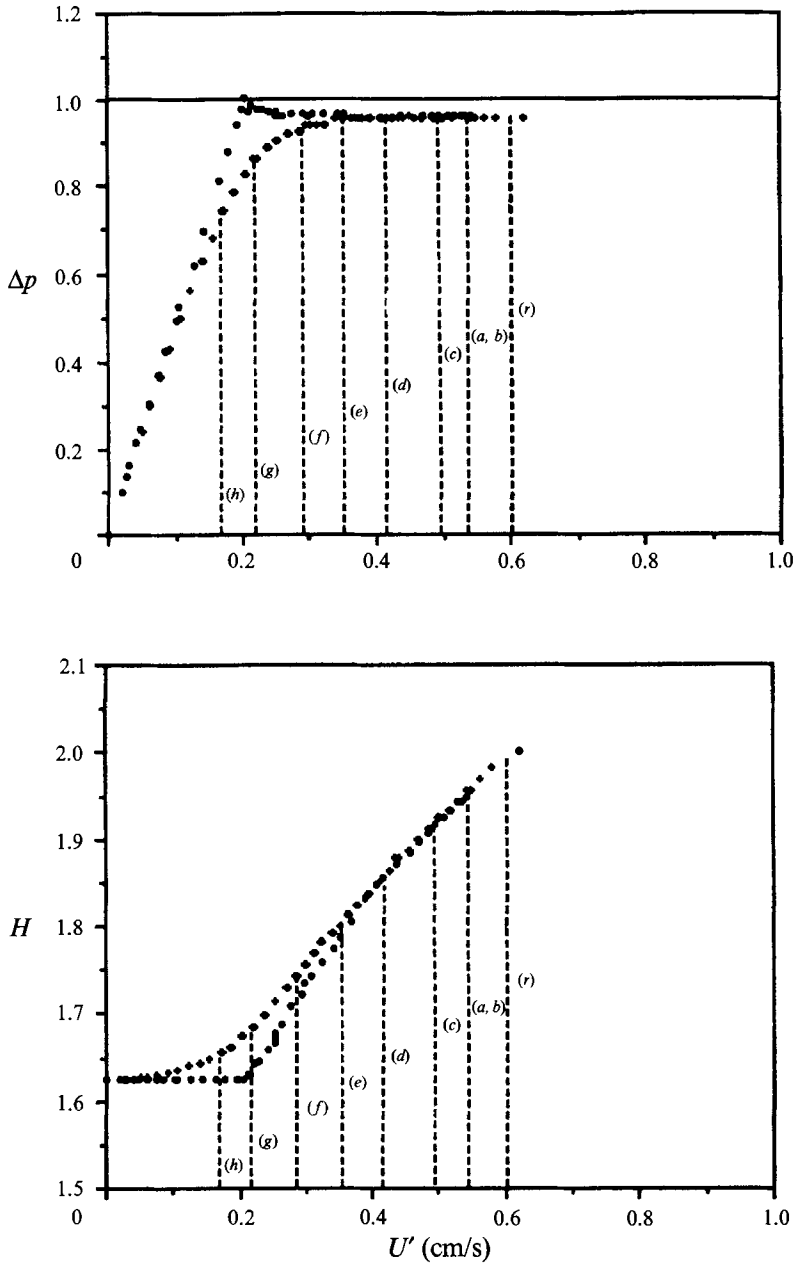 1.2
1.0
0.8
Δp
0.6
0.4
0.2
0
(h)
(g)
(f)
(e)
(d)
(c)
(a, b)
(r)
0.2
0.4
0.6
0.8
1.0
2.1
2.0
1.9
H
1.8
1.7
1.6
1.5
0
(h)
(g)
(f)
(e)
(d)
(c)
(a, b)
(r)
0.2
0.4
0.6
0.8
1.0
U′ (cm/s)